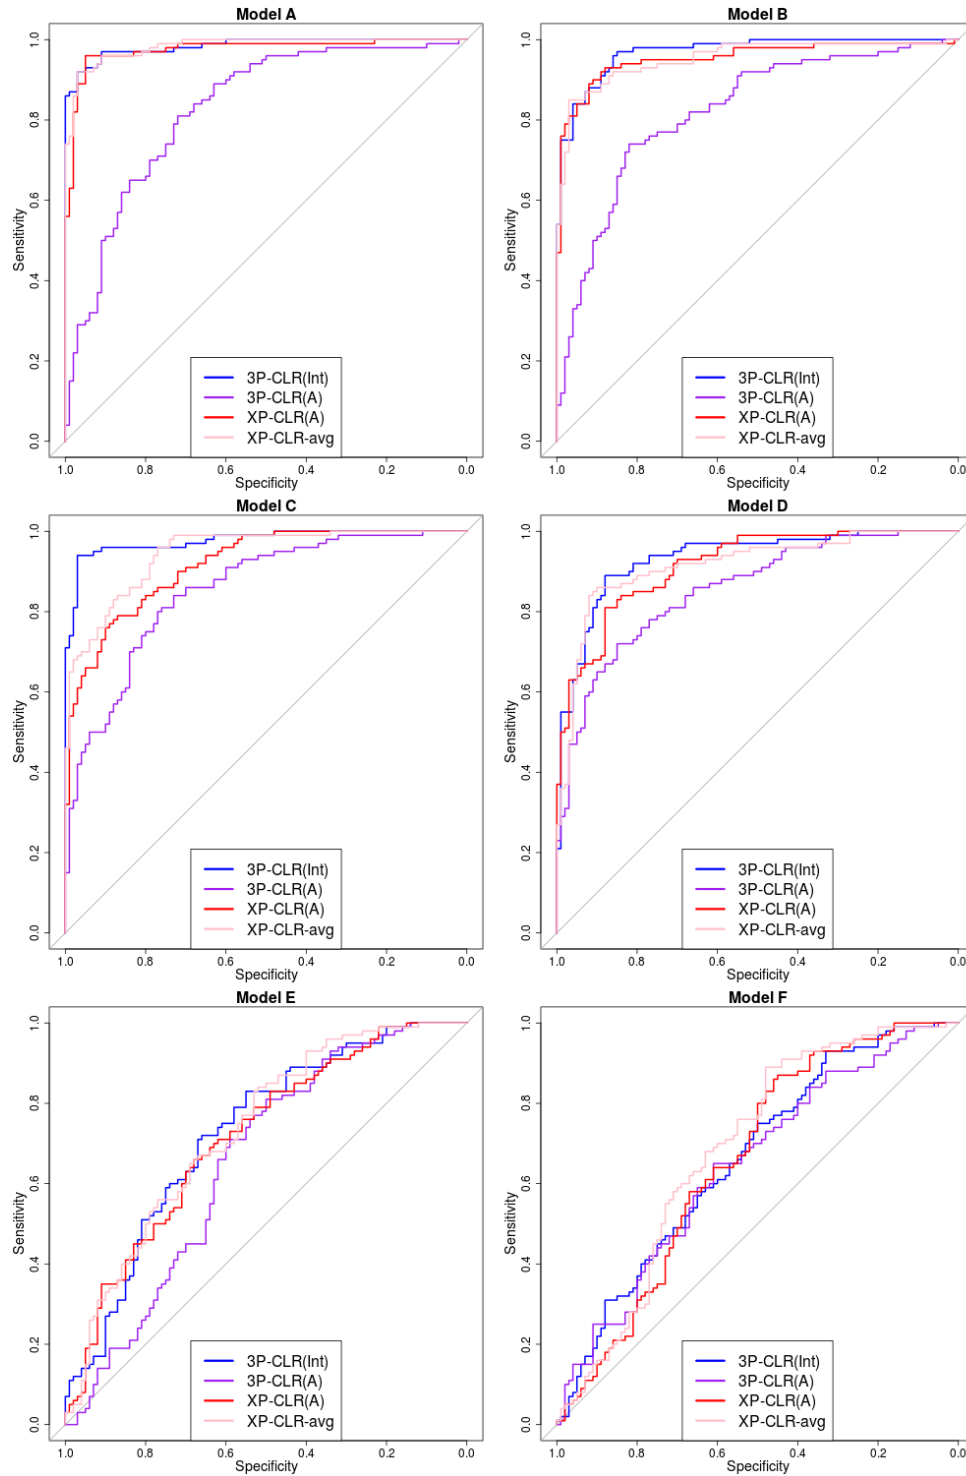 Model A
Sensitivity
1.0
0.8
0.6
0.4
0.2
0.0
3P-CLR(Int)
3P-CLR(A)
XP-CLR(A)
XP-CLR-avg
1.0 0.8 0.6 0.4 0.2 0.0
Specificity
Model B
Sensitivity
1.0
0.8
0.6
0.4
0.2
0.0
3P-CLR(Int)
3P-CLR(A)
XP-CLR(A)
XP-CLR-avg
1.0 0.8 0.6 0.4 0.2 0.0
Specificity
Model C
Sensitivity
1.0
0.8
0.6
0.4
0.2
0.0
3P-CLR(Int)
3P-CLR(A)
XP-CLR(A)
XP-CLR-avg
1.0 0.8 0.6 0.4 0.2 0.0
Specificity
Model D
Sensitivity
1.0
0.8
0.6
0.4
0.2
0.0
3P-CLR(Int)
3P-CLR(A)
XP-CLR(A)
XP-CLR-avg
1.0 0.8 0.6 0.4 0.2 0.0
Specificity
Model E
Sensitivity
1.0
0.8
0.6
0.4
0.2
0.0
3P-CLR(Int)
3P-CLR(A)
XP-CLR(A)
XP-CLR-avg
1.0 0.8 0.6 0.4 0.2 0.0
Specificity
Model F
Sensitivity
1.0
0.8
0.6
0.4
0.2
0.0
3P-CLR(Int)
3P-CLR(A)
XP-CLR(A)
XP-CLR-avg
1.0 0.8 0.6 0.4 0.2 0.0
Specificity